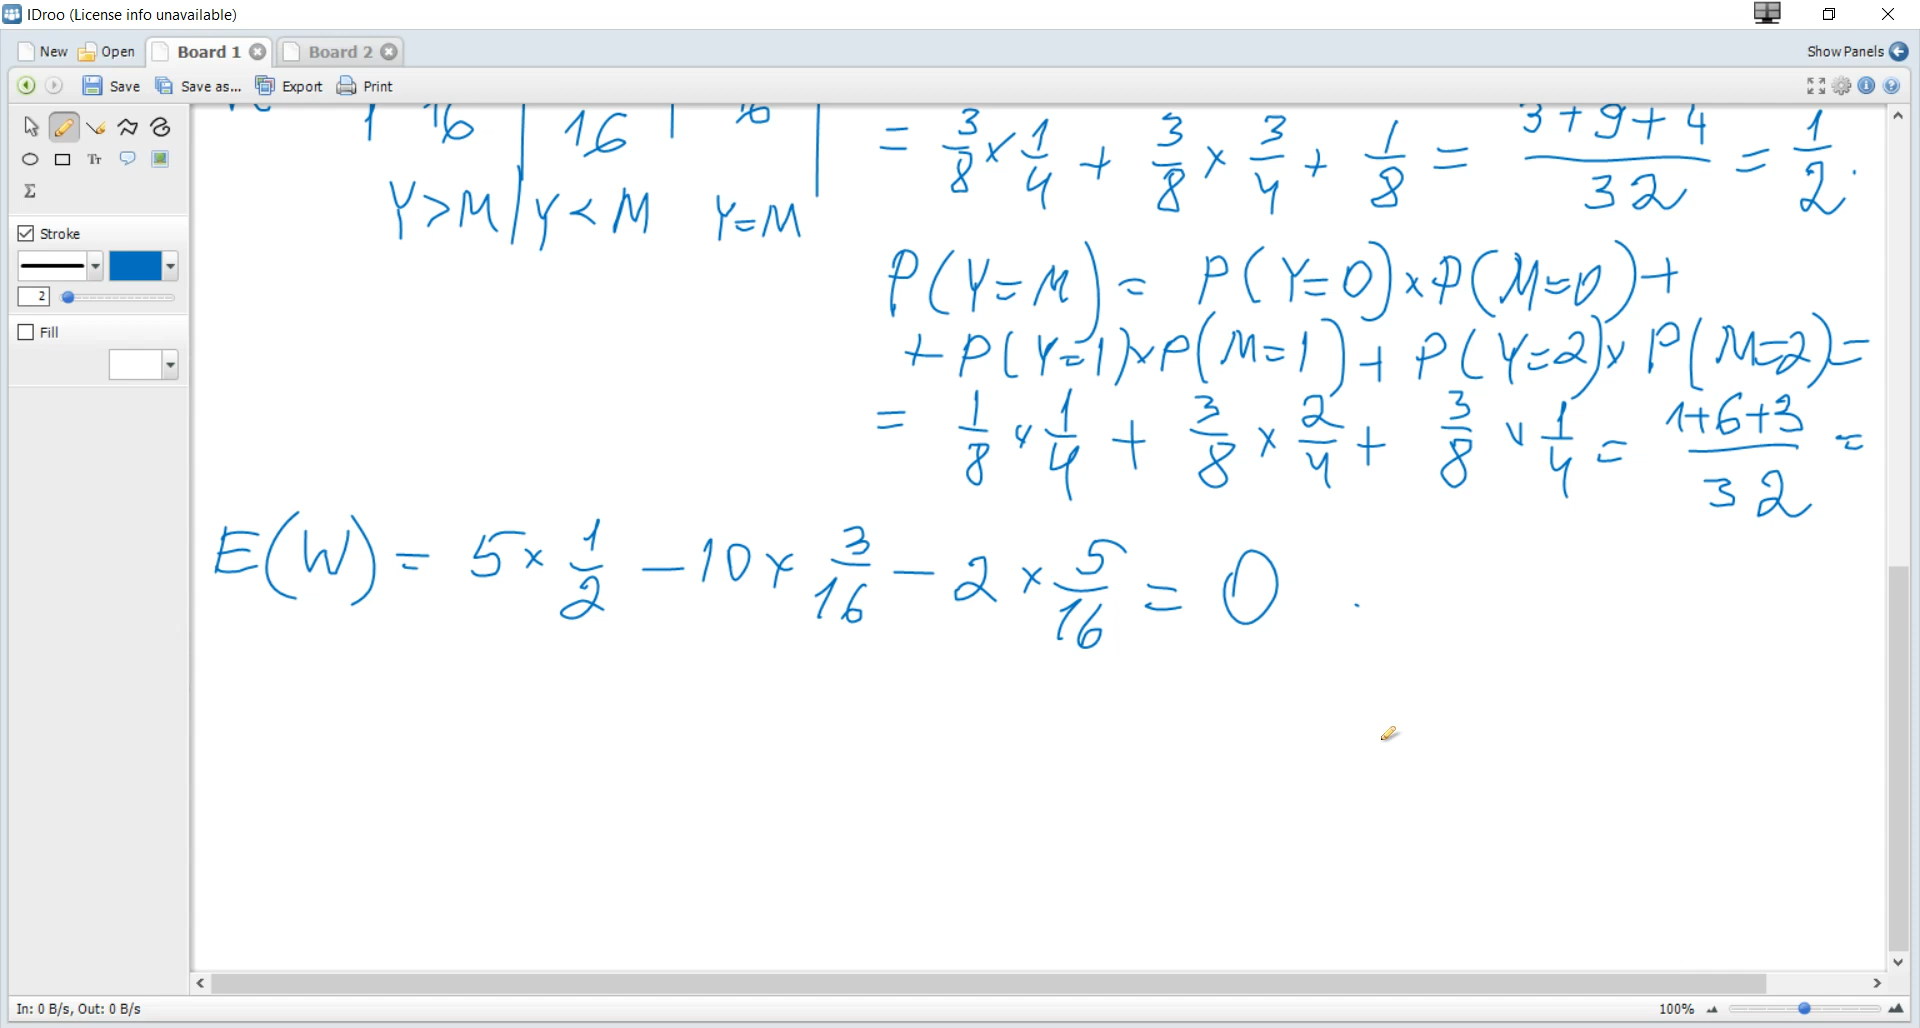 IDroo (License info unavailable)
New Open Board 1 Board 2 Show Panels
Save Save as... Export Print
Tт
Σ
Stroke
2
Fill
16 | 16 |
= 3/8 × 1/4 + 3/8 × 3/4 + 1/8 = (3+9+4)/32 = 1/2.
Y>M | Y<M Y=M
P(Y=M) = P(Y=0)×P(M=0)+
+ P(Y=1)×P(M=1) + P(Y=2)× P(M=2)=
= 1/8 × 1/4 + 3/8 × 2/4 + 3/8 × 1/4 = (1+6+3)/32 =
E(W) = 5 × 1/2 − 10 × 3/16 − 2 × 5/16 = 0 .
In: 0 B/s, Out: 0 B/s 100%